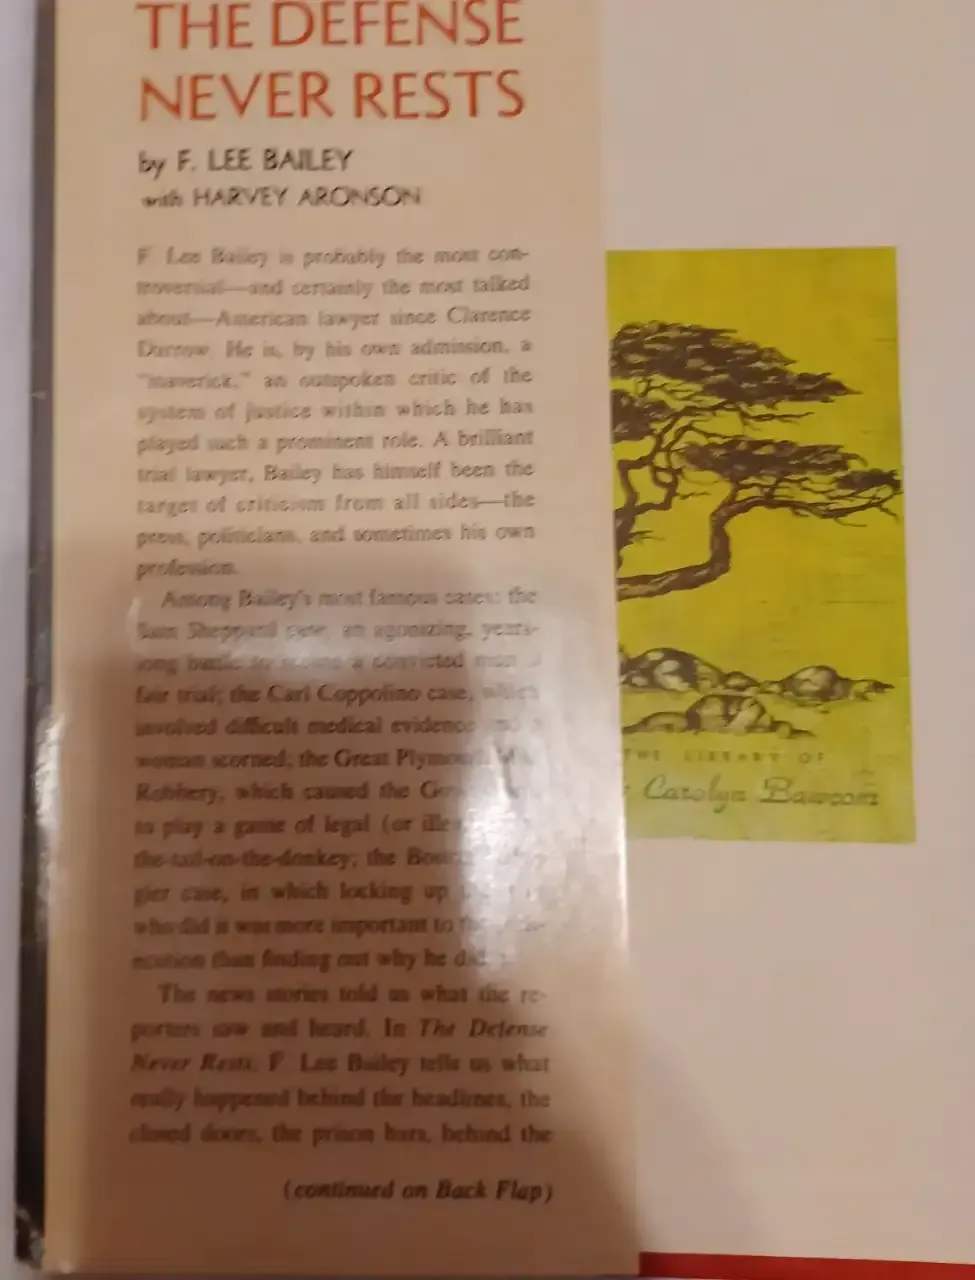 THE DEFENSE
NEVER RESTS
by F. LEE BAILEY
with HARVEY ARONSON
F. Lee Bailey is probably the most con-
troversial—and certainly the most talked
about—American lawyer since Clarence
Darrow. He is, by his own admission, a
"maverick," an outspoken critic of the
system of justice within which he has
played such a prominent role. A brilliant
trial lawyer, Bailey has himself been the
target of criticism from all sides—the
press, politicians, and sometimes his own
profession.
Among Bailey's most famous cases: the
Sam Sheppard case, an agonizing, years-
long battle to secure a convicted man a
fair trial; the Carl Coppolino case, which
involved difficult medical evidence and a
woman scorned; the Great Plymouth Mail
Robbery, which caused the
to play a game of legal (or
the-tail-on-the-donkey; the
gier case, in which locking up
who did it was more important to the
than finding out why he did
The news stories told us what the re-
porters saw and heard. In The Defense
Never Rests, F. Lee Bailey tells us what
really happened behind the headlines, the
closed doors, the prison bars, behind the
(continued on Back Flap)
THE LIBRARY OF
Carolyn Bawcom